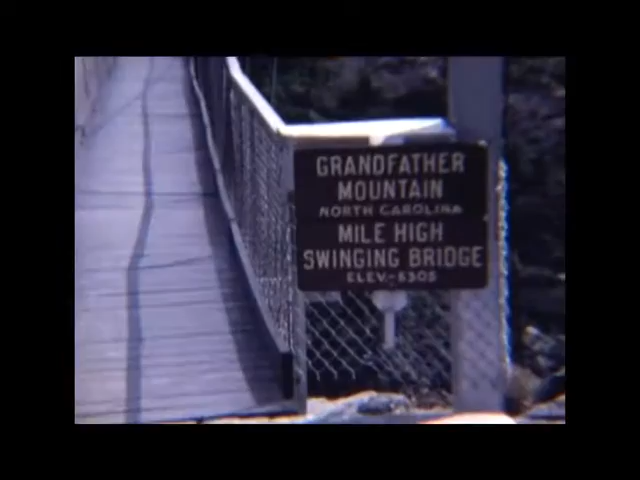 GRANDFATHER
MOUNTAIN
NORTH CAROLINA
MILE HIGH
SWINGING BRIDGE
ELEV.-5305